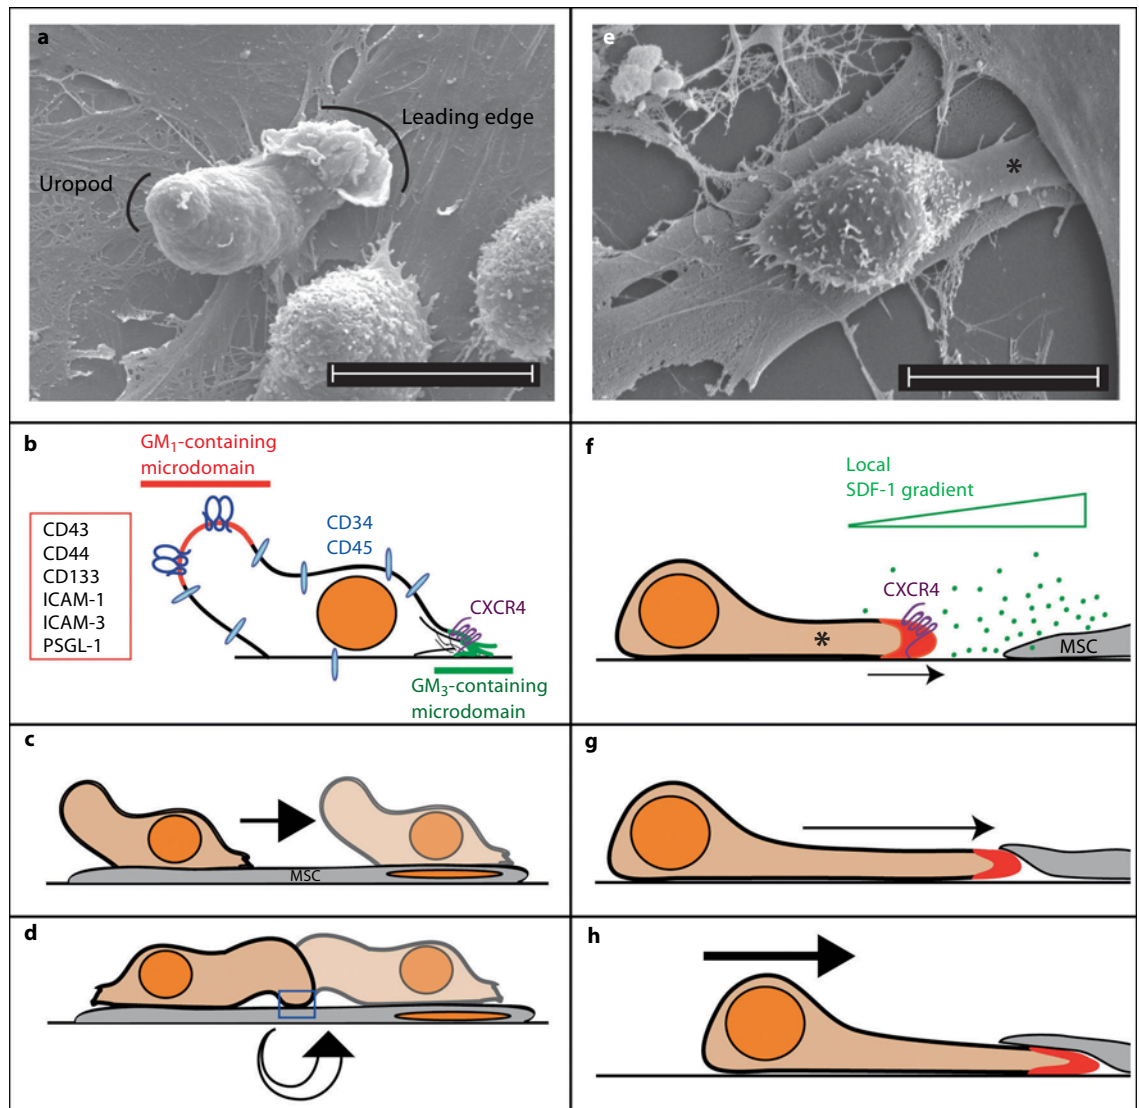 a
Leading edge
Uropod
e
*
b
GM1-containing
microdomain
CD43
CD44
CD133
ICAM-1
ICAM-3
PSGL-1
CD34
CD45
CXCR4
GM3-containing
microdomain
f
Local
SDF-1 gradient
CXCR4
*
MSC
c
MSC
g
d
h